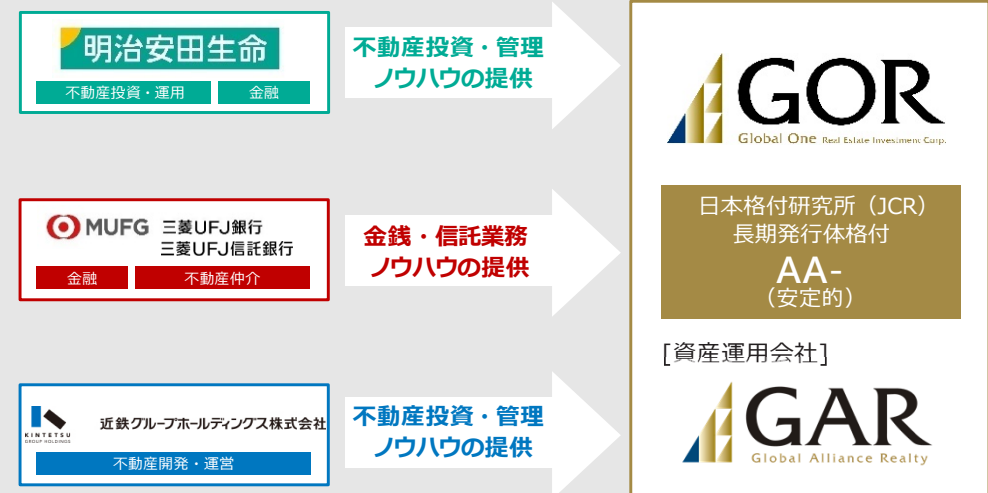 明治安田生命
不動産投資・運用
金融
不動産投資・管理
ノウハウの提供
MUFG 三菱UFJ銀行
三菱UFJ信託銀行
金融
不動産仲介
金銭・信託業務
ノウハウの提供
KINTETSU
GROUP HOLDINGS
近鉄グループホールディングス株式会社
不動産開発・運営
不動産投資・管理
ノウハウの提供
GOR
Global One Real Estate Investment Corp.
日本格付研究所（JCR）
長期発行体格付
AA-
（安定的）
[資産運用会社]
GAR
Global Alliance Realty